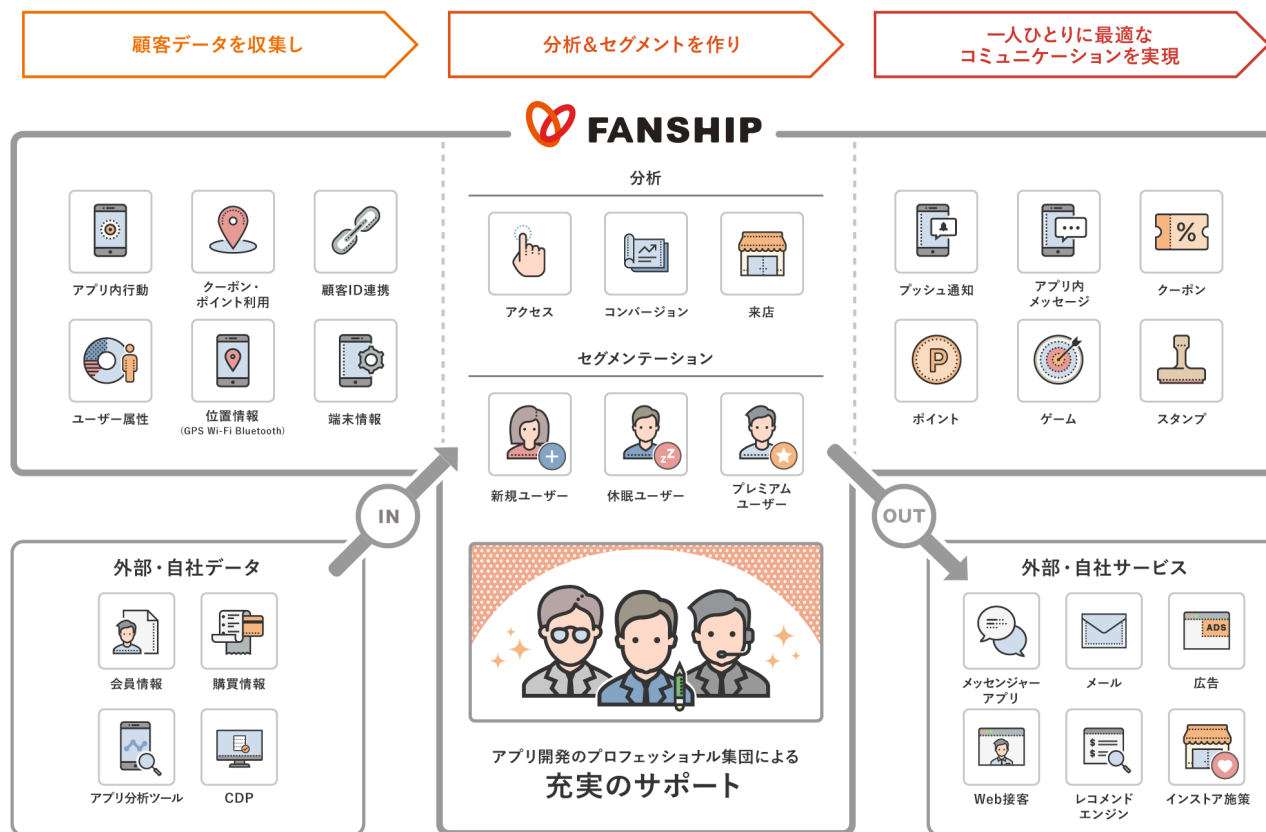 顧客データを収集し
分析&セグメントを作り
一人ひとりに最適な
コミュニケーションを実現
FANSHIP
アプリ内行動
クーポン・
ポイント利用
顧客ID連携
ユーザー属性
位置情報
(GPS Wi-Fi Bluetooth)
端末情報
分析
アクセス
コンバージョン
来店
セグメンテーション
新規ユーザー
zZ
休眠ユーザー
プレミアム
ユーザー
プッシュ通知
アプリ内
メッセージ
%
クーポン
P
ポイント
ゲーム
スタンプ
IN
OUT
外部・自社データ
会員情報
購買情報
アプリ分析ツール
CDP
アプリ開発のプロフェッショナル集団による
充実のサポート
外部・自社サービス
メッセンジャー
アプリ
メール
ADS
広告
Web接客
$
$
レコメンド
エンジン
インストア施策